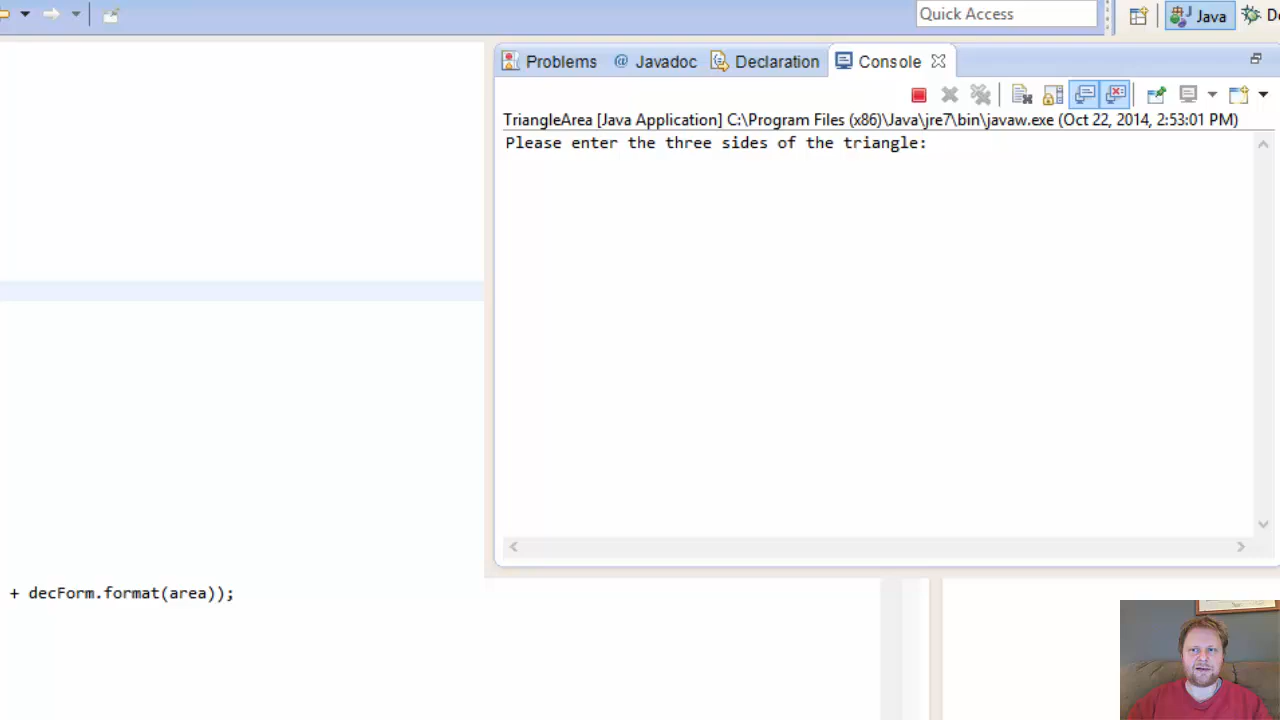 Quick Access
Java
De
Problems @ Javadoc Declaration Console
TriangleArea [Java Application] C:\Program Files (x86)\Java\jre7\bin\javaw.exe (Oct 22, 2014, 2:53:01 PM)
Please enter the three sides of the triangle:
+ decForm.format(area));